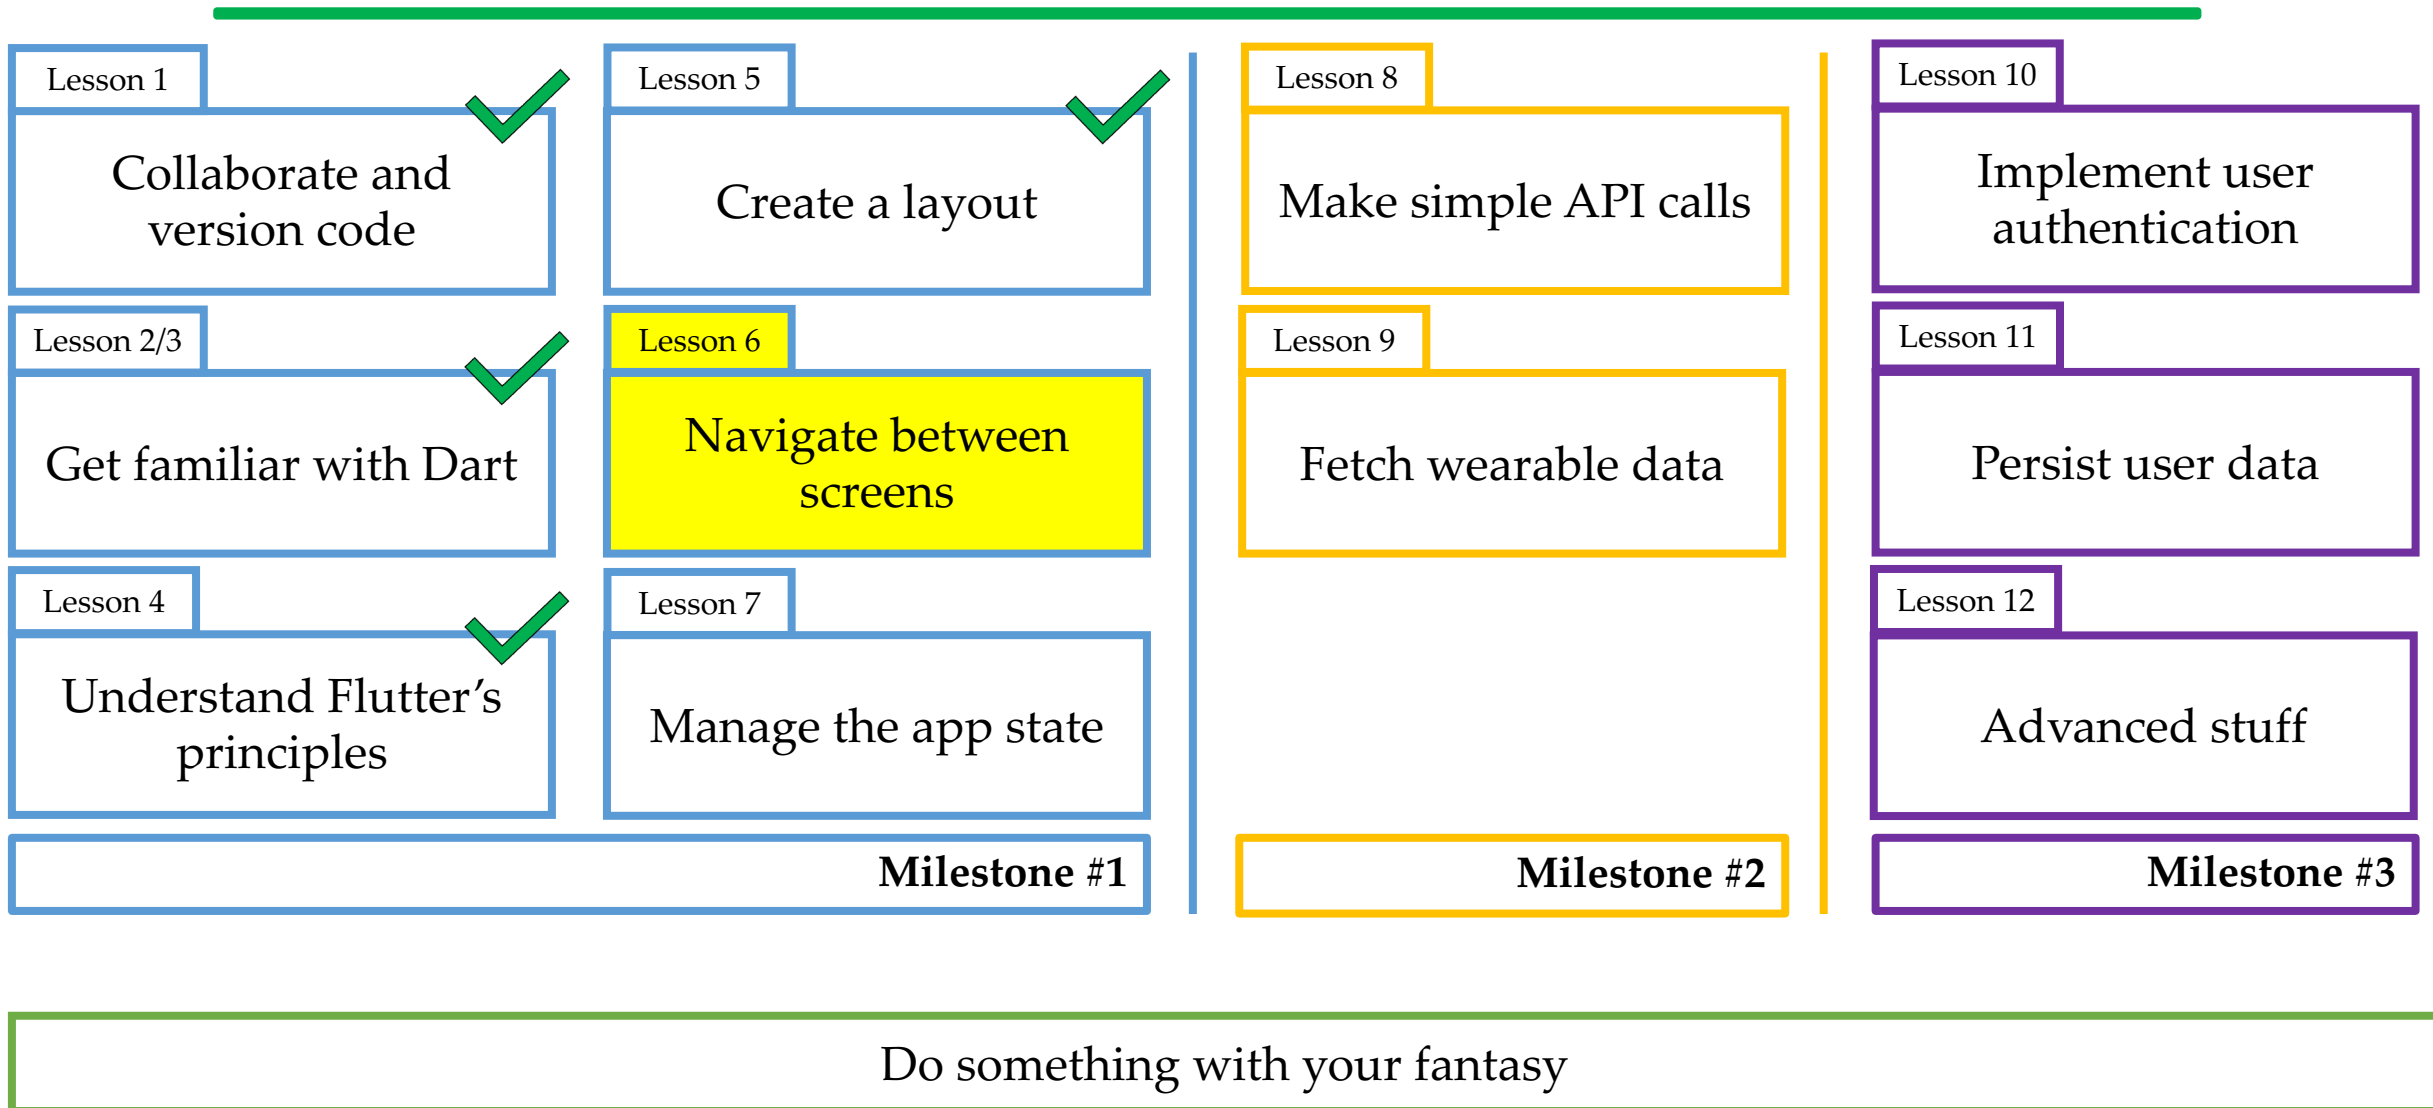 Lesson 1
Collaborate and
version code
Lesson 2/3
Get familiar with Dart
Lesson 4
Understand Flutter’s
principles
Lesson 5
Create a layout
Lesson 6
Navigate between
screens
Lesson 7
Manage the app state
Milestone #1
Lesson 8
Make simple API calls
Lesson 9
Fetch wearable data
Milestone #2
Lesson 10
Implement user
authentication
Lesson 11
Persist user data
Lesson 12
Advanced stuff
Milestone #3
Do something with your fantasy